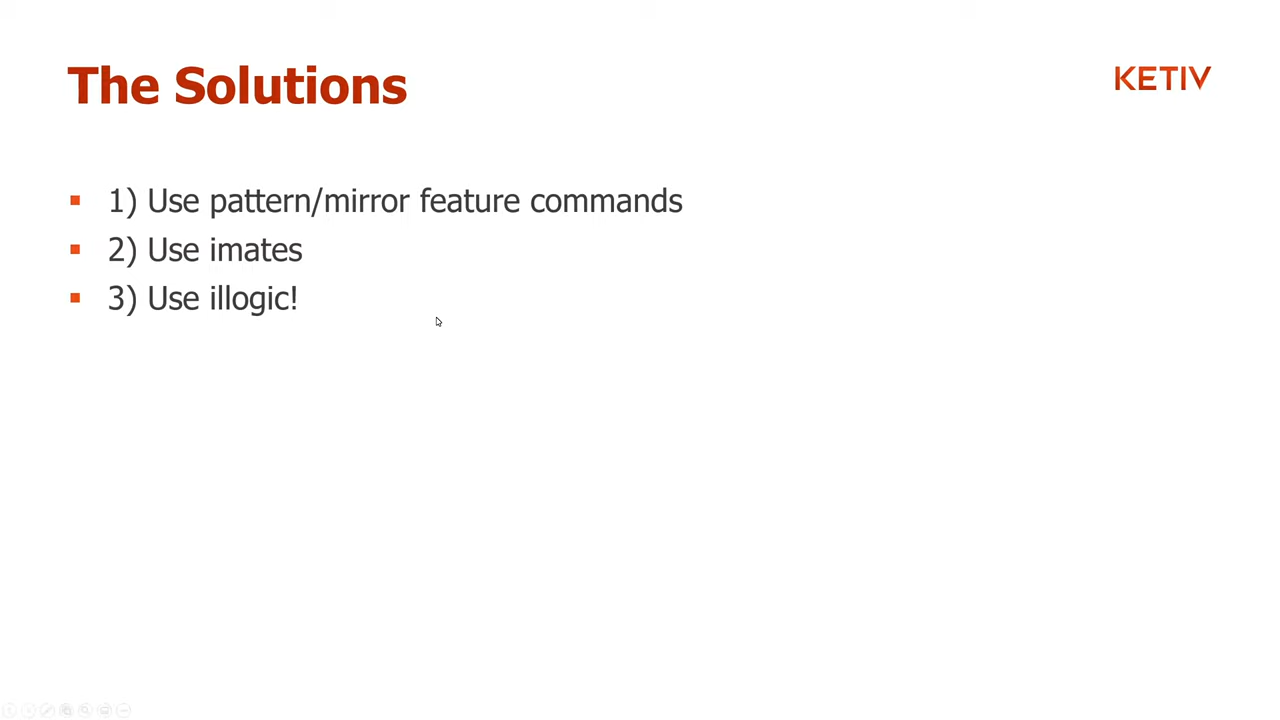 The Solutions
KETIV
1) Use pattern/mirror feature commands
2) Use imates
3) Use illogic!